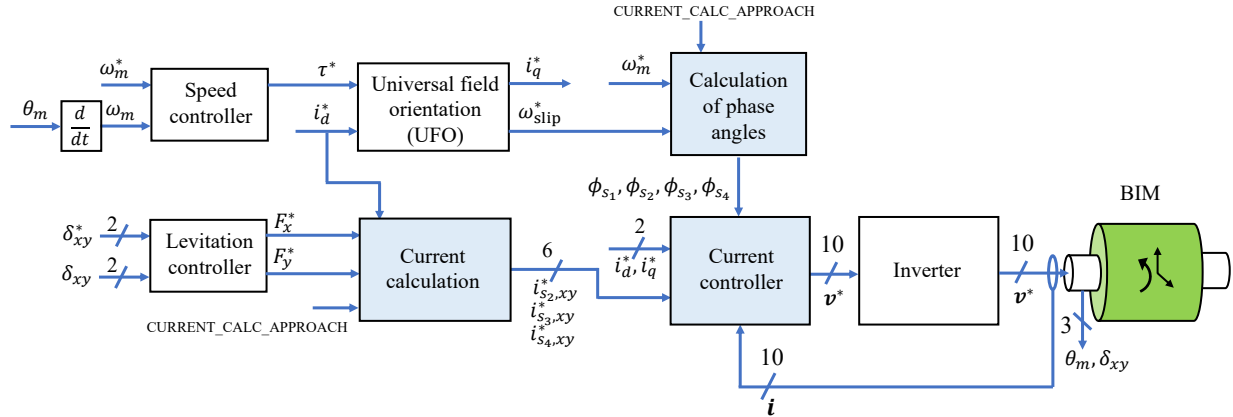 CURRENT_CALC_APPROACH
ω*m
θm
d/dt
ωm
Speed
controller
τ*
i*d
Universal field
orientation
(UFO)
i*q
ω*slip
ω*m
Calculation
of phase
angles
ϕs1, ϕs2, ϕs3, ϕs4
BIM
δ*xy
2
δxy
2
Levitation
controller
F*x
F*y
CURRENT_CALC_APPROACH
Current
calculation
6
i*s2,xy
i*s3,xy
i*s4,xy
2
i*d, i*q
Current
controller
10
v*
Inverter
10
v*
3
θm, δxy
10
i